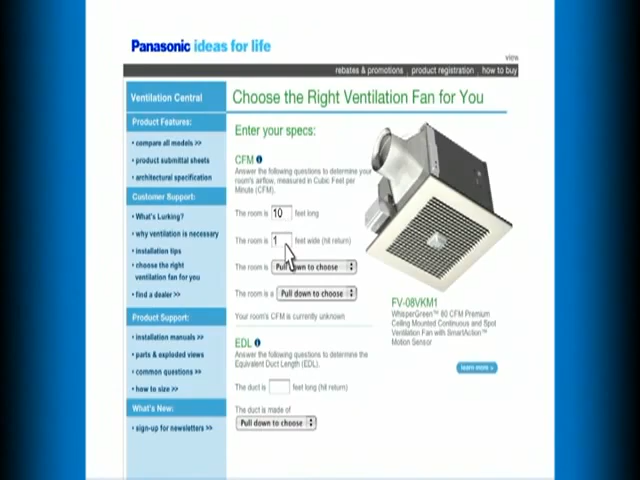 Panasonic ideas for life
view
rebates & promotions , product registration , how to buy
Ventilation Central
Choose the Right Ventilation Fan for You
Product Features:
• compare all models >>
• product submittal sheets
• architectural specification
Customer Support:
• What's Lurking?
• why ventilation is necessary
• installation tips
• choose the right
ventilation fan for you
• find a dealer >>
Product Support:
• installation manuals >>
• parts & exploded views
• common questions >>
• how to size >>
What's New:
• sign-up for newsletters >>
Enter your specs:
CFM
Answer the following questions to determine your
room's airflow, measured in Cubic Feet per
Minute (CFM).
The room is 10 feet long
The room is 1 feet wide (hit return)
The room is Pull down to choose
The room is a Pull down to choose
Your room's CFM is currently unknown
EDL
Answer the following questions to determine the
Equivalent Duct Length (EDL).
The duct is feet long (hit return)
The duct is made of
Pull down to choose
FV-08VKM1
WhisperGreen™ 80 CFM Premium
Ceiling Mounted Continuous and Spot
Ventilation Fan with SmartAction™
Motion Sensor
learn more »